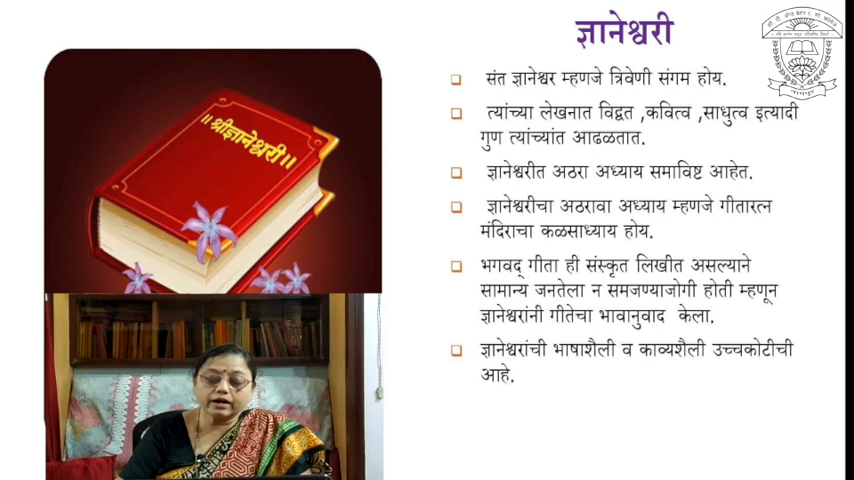 ज्ञानेश्वरी
॥श्रीज्ञानेश्वरी॥
संत ज्ञानेश्वर म्हणजे त्रिवेणी संगम होय.
त्यांच्या लेखनात विद्वत ,कवित्व ,साधुत्व इत्यादी
गुण त्यांच्यांत आढळतात.
ज्ञानेश्वरीत अठरा अध्याय समाविष्ट आहेत.
ज्ञानेश्वरीचा अठरावा अध्याय म्हणजे गीतारत्न
मंदिराचा कळसाध्याय होय.
भगवद् गीता ही संस्कृत लिखीत असल्याने
सामान्य जनतेला न समजण्याजोगी होती म्हणून
ज्ञानेश्वरांनी गीतेचा भावानुवाद केला.
ज्ञानेश्वरांची भाषाशैली व काव्यशैली उच्चकोटीची
आहे.
नागपूर